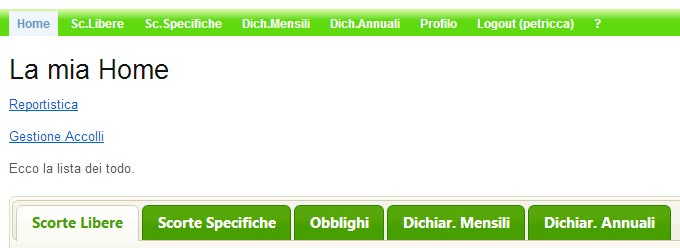 Home Sc.Libere Sc.Specifiche Dich.Mensili Dich.Annuali Profilo Logout (petricca) ?
La mia Home
Reportistica
Gestione Accolli
Ecco la lista dei todo.
Scorte Libere Scorte Specifiche Obblighi Dichiar. Mensili Dichiar. Annuali